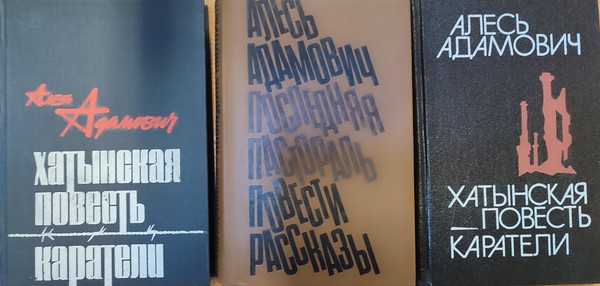 Алесь
Адамович
ХАТЫНСКАЯ
ПОВЕСТЬ
КАРАТЕЛИ
АЛЕСЬ
АДАМОВИЧ
ПОСЛЕДНЯЯ
ПАСТОРАЛЬ
ПОВЕСТИ
РАССКАЗЫ
АЛЕСЬ
АДАМОВИЧ
ХАТЫНСКАЯ
ПОВЕСТЬ
КАРАТЕЛИ